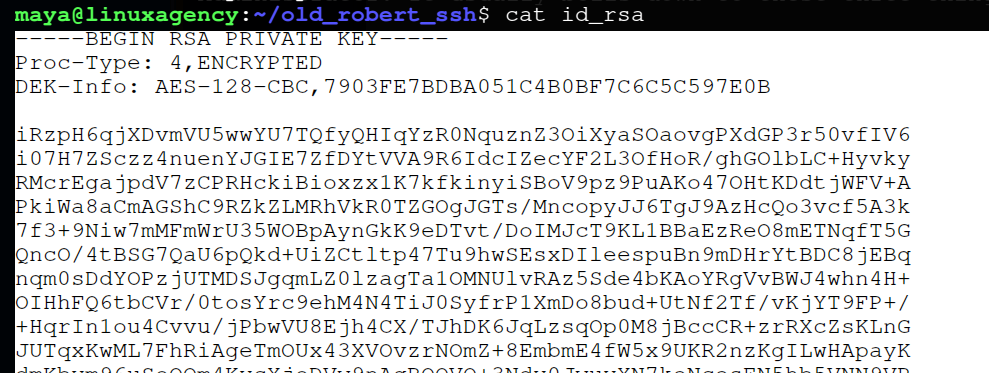 maya@linuxagency:~/old_robert_ssh$ cat id_rsa
-----BEGIN RSA PRIVATE KEY-----
Proc-Type: 4,ENCRYPTED
DEK-Info: AES-128-CBC,7903FE7BDBA051C4B0BF7C6C5C597E0B
iRzpH6qjXDvmVU5wwYU7TQfyQHIqYzR0NquznZ3OiXyaSOaovgPXdGP3r50vfIV6
i07H7ZSczz4nuenYJGIE7ZfDYtVVA9R6IdcIZecYF2L3OfHoR/ghGOlbLC+Hyvky
RMcrEgajpdV7zCPRHckiBioxzx1K7kfkinyiSBoV9pz9PuAKo47OHtKDdtjWFV+A
PkiWa8aCmAGShC9RZkZLMRhVkR0TZGOgJGTs/MncopyJJ6TgJ9AzHcQo3vcf5A3k
7f3+9Niw7mMFmWrU35WOBpAynGkK9eDTvt/DoIMJcT9KL1BBaEzReO8mETNqfT5G
QncO/4tBSG7QaU6pQkd+UiZCtltp47Tu9hwSEsxDIleespuBn9mDHrYtBDC8jEBq
nqm0sDdYOPzjUTMDSJgqmLZ0lzagTa1OMNUlvRAz5Sde4bKAoYRgVvBWJ4whn4H+
OIHhFQ6tbCVr/0tosYrc9ehM4N4TiJ0SyfrP1XmDo8bud+UtNf2Tf/vKjYT9FP+/
+HqrIn1ou4Cvvu/jPbwVU8Ejh4CX/TJhDK6JqLzsqOp0M8jBccCR+zrRXcZsKLnG
JUTqxKwML7FhRiAgeTmOUx43XVOvzrNOmZ+8EmbmE4fW5x9UKR2nzKgILwHApayK